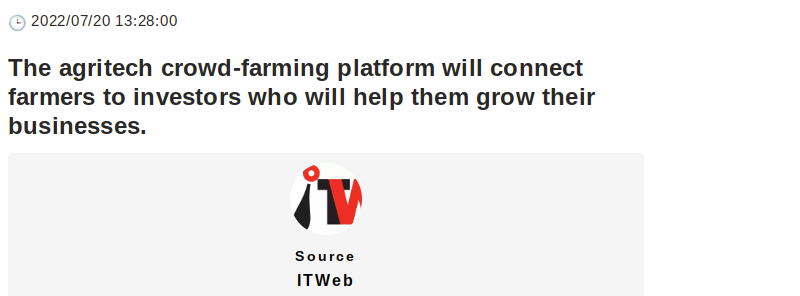 2022/07/20 13:28:00
The agritech crowd-farming platform will connect
farmers to investors who will help them grow their
businesses.
iTW
Source
ITWeb